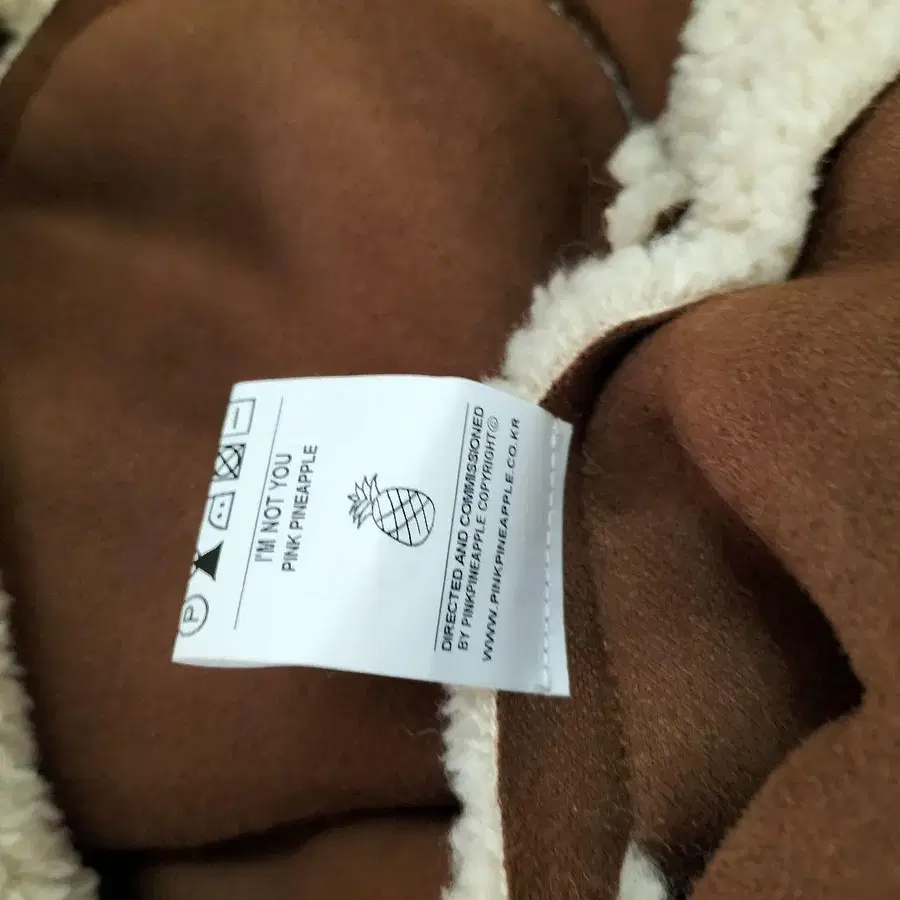 P
I'M NOT YOU
PINK PINEAPPLE
DIRECTED AND COMMISSIONED
BY PINKPINEAPPLE COPYRIGHT©
WWW.PINKPINEAPPLE.CO.KR